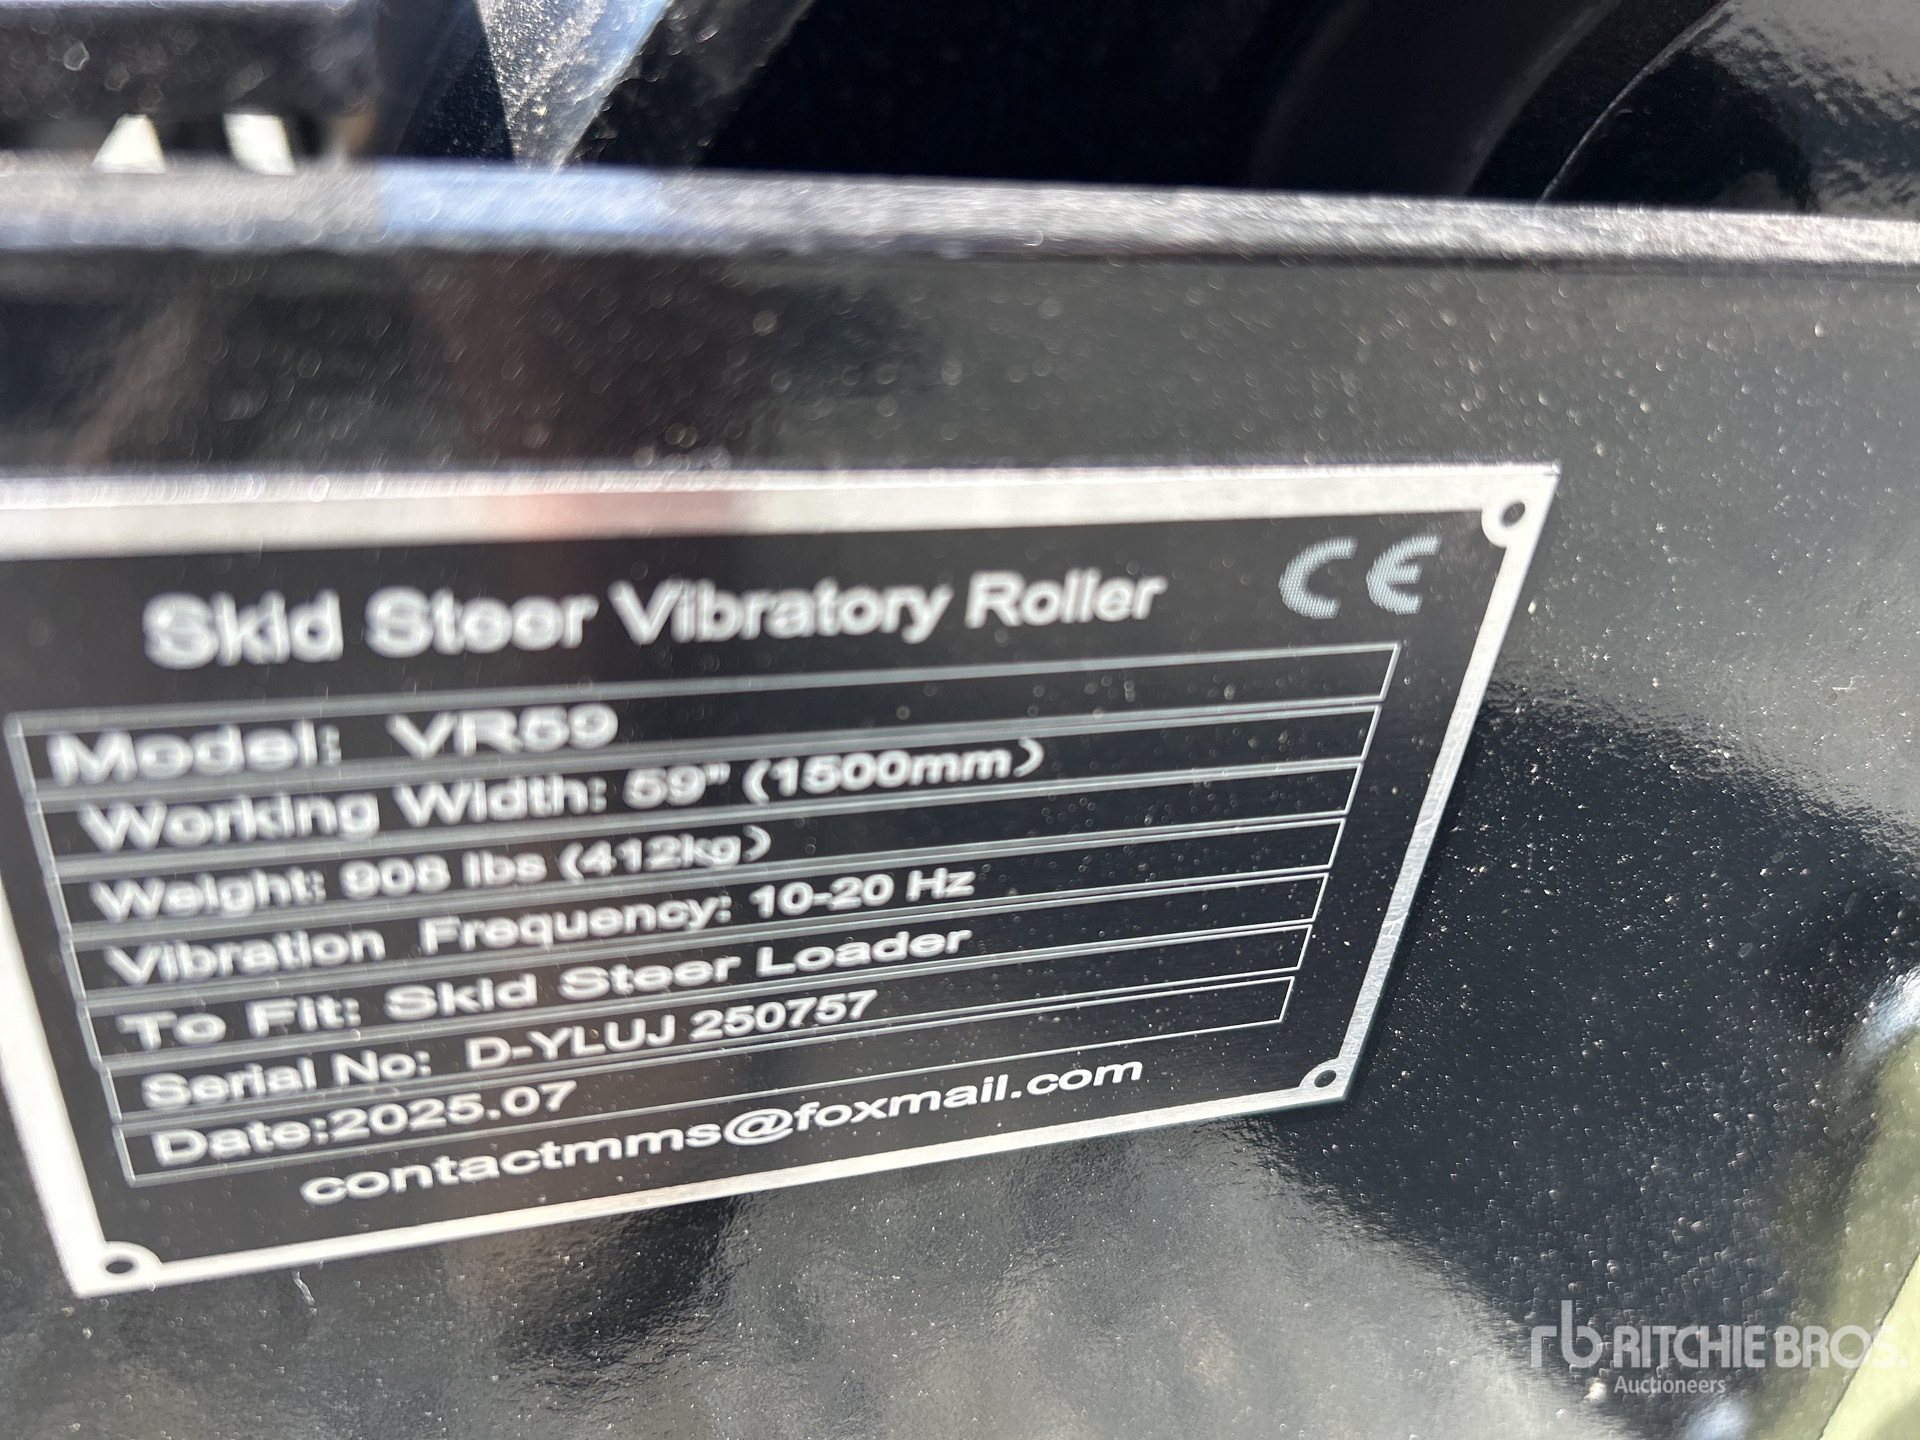 Skid Steer Vibratory Roller CE
Model: VR59
Working Width: 59" (1500mm)
Weight: 908 lbs (412kg)
Vibration Frequency: 10-20 Hz
To Fit: Skid Steer Loader
Serial No: D-YLUJ 250757
Date:2025.07
contactmms@foxmail.com
rb RITCHIE BROS.
Auctioneers